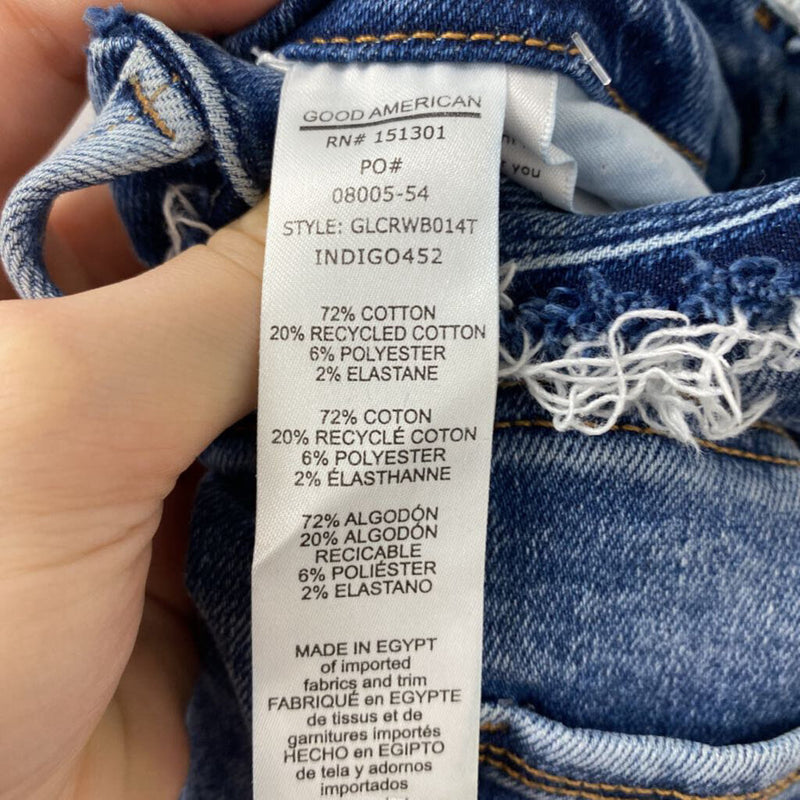 GOOD AMERICAN
RN# 151301
PO#
08005-54
STYLE: GLCRWB014T
INDIGO452
72% COTTON
20% RECYCLED COTTON
6% POLYESTER
2% ELASTANE
72% COTON
20% RECYCLÉ COTON
6% POLYESTER
2% ÉLASTHANNE
72% ALGODÓN
20% ALGODÓN
RECICABLE
6% POLIÉSTER
2% ELASTANO
MADE IN EGYPT
of imported
fabrics and trim
FABRIQUÉ en EGYPTE
de tissus et de
garnitures importés
HECHO en EGIPTO
de tela y adornos
importados
you